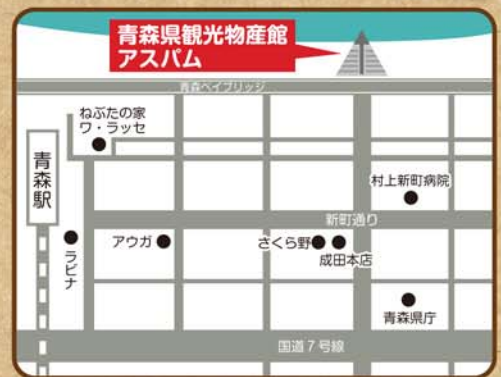 青森県観光物産館
アスパム
青森ベイブリッジ
ねぶたの家
ワ・ラッセ
青森駅
村上新町病院
新町通り
ラビナ
アウガ
さくら野
成田本店
青森県庁
国道7号線